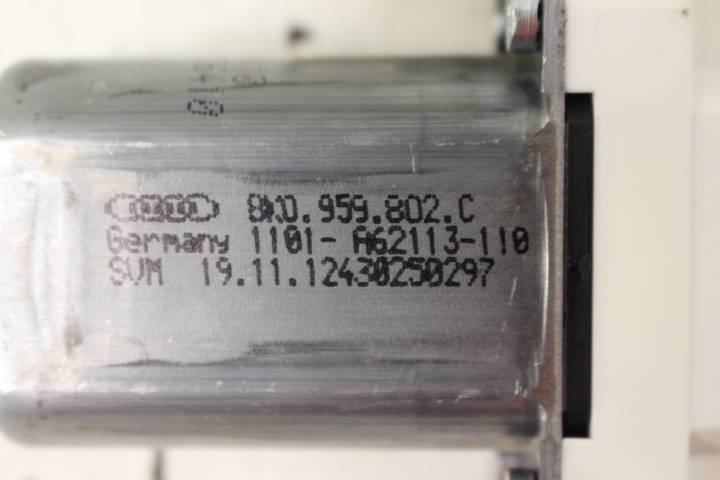 8K0.959.802.C
Germany 1101- A62113-110
SVM 19.11.12430250297